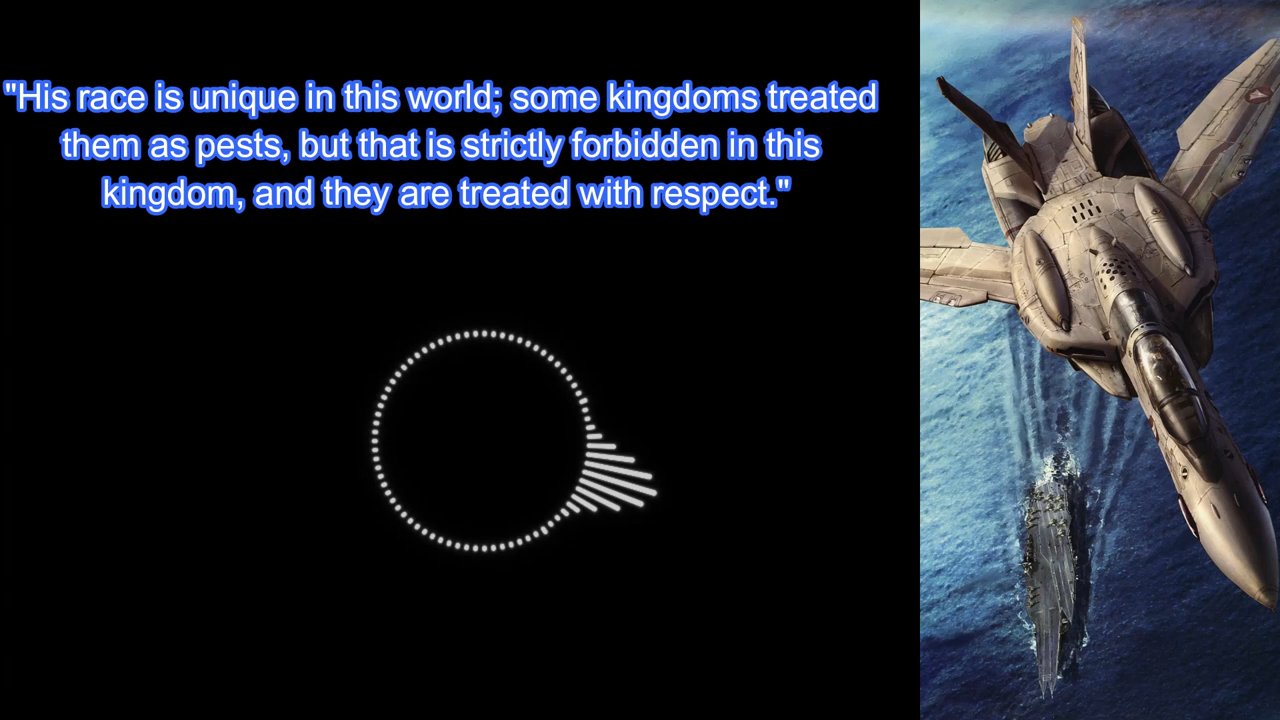 "His race is unique in this world; some kingdoms treated
them as pests, but that is strictly forbidden in this
kingdom, and they are treated with respect."